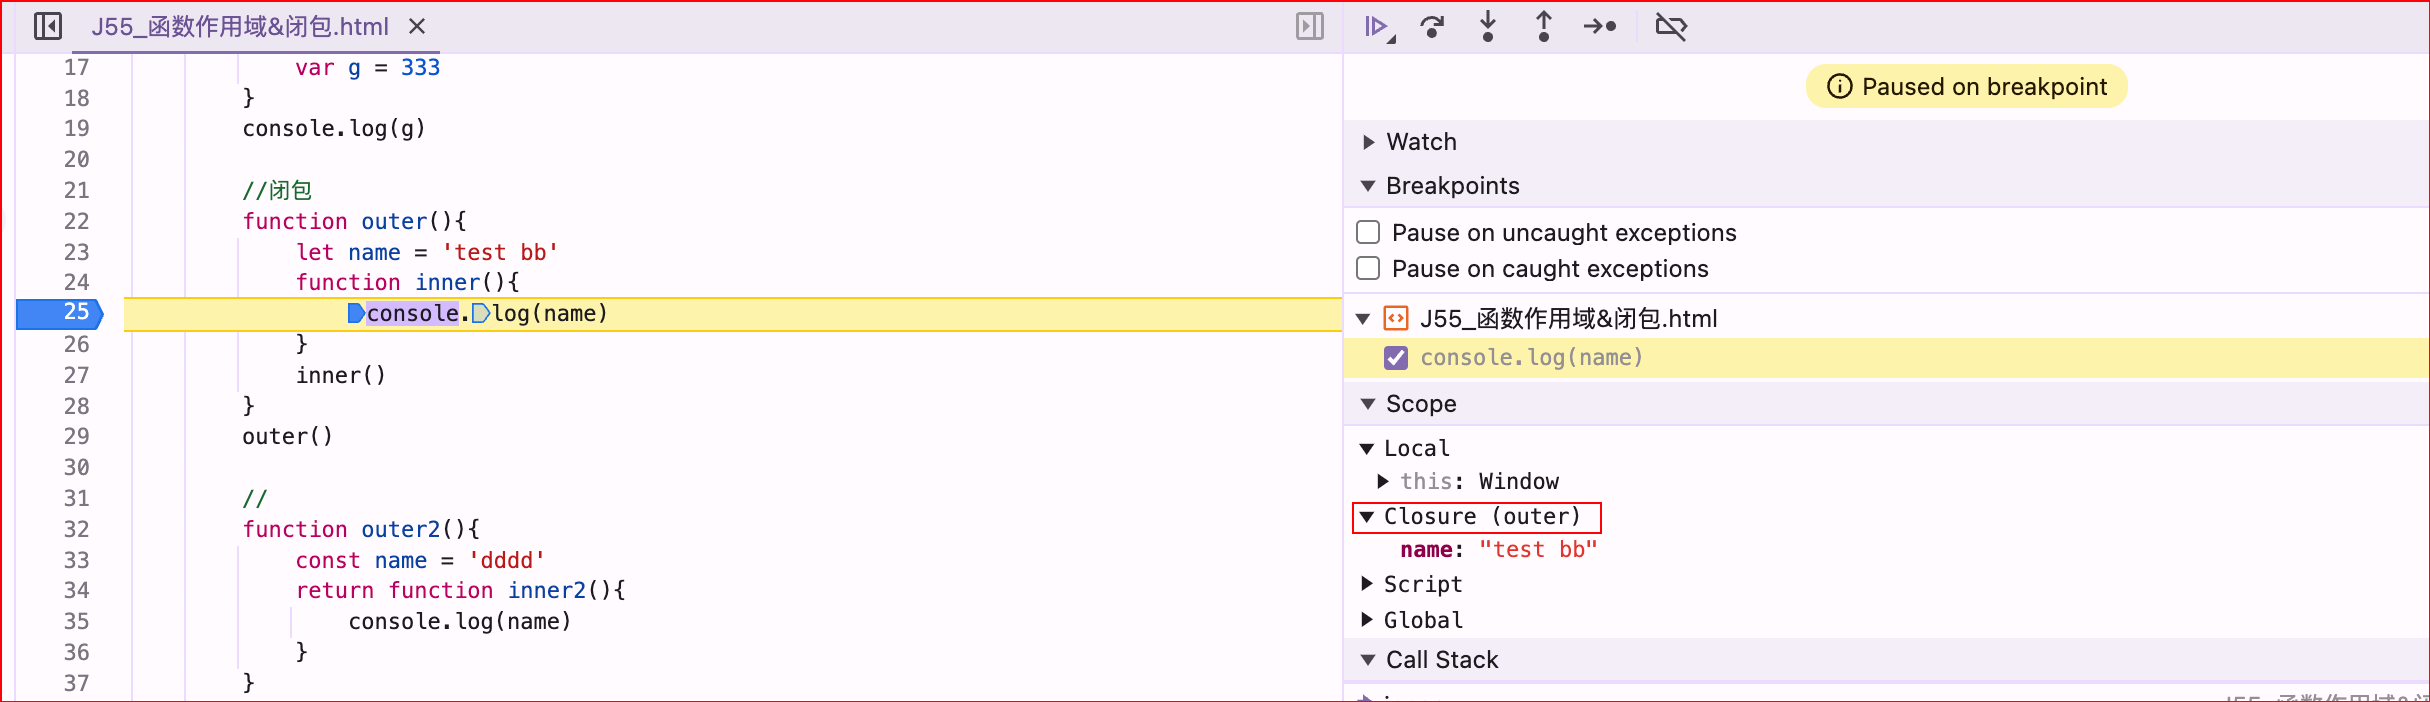 J55_函数作用域&闭包.html
17 var g = 333
18 }
19 console.log(g)
20
21 //闭包
22 function outer(){
23 let name = 'test bb'
24 function inner(){
25 console.log(name)
26 }
27 inner()
28 }
29 outer()
30
31 //
32 function outer2(){
33 const name = 'dddd'
34 return function inner2(){
35 console.log(name)
36 }
37 }
Paused on breakpoint
Watch
Breakpoints
Pause on uncaught exceptions
Pause on caught exceptions
J55_函数作用域&闭包.html
console.log(name)
Scope
Local
this: Window
Closure (outer)
name: "test bb"
Script
Global
Call Stack